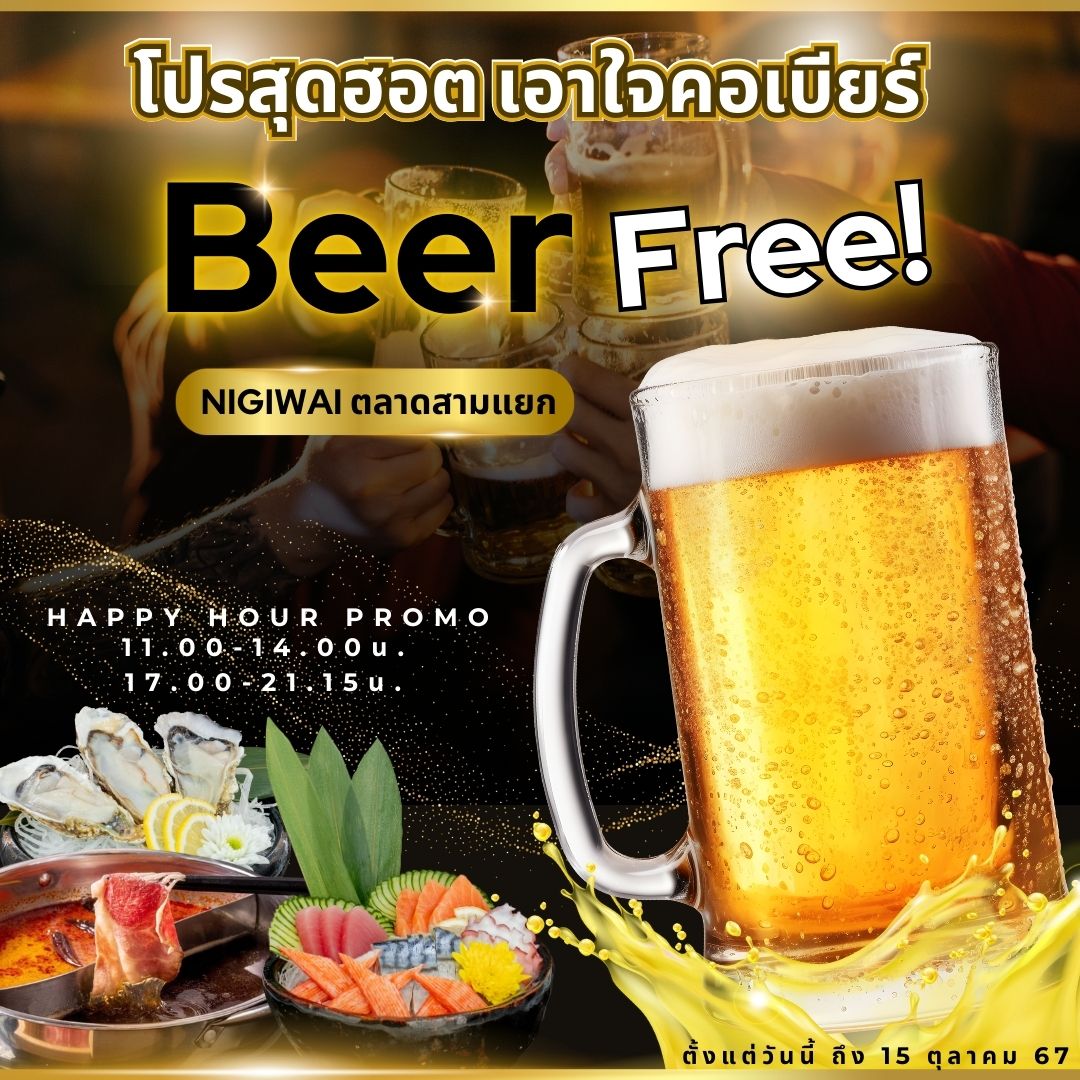 โปรสุดฮอต เอาใจคอเบียร์
Beer Free!
NIGIWAI ตลาดสามแยก
HAPPY HOUR PROMO
11.00-14.00น.
17.00-21.15น.
ตั้งแต่วันนี้ ถึง 15 ตุลาคม 67